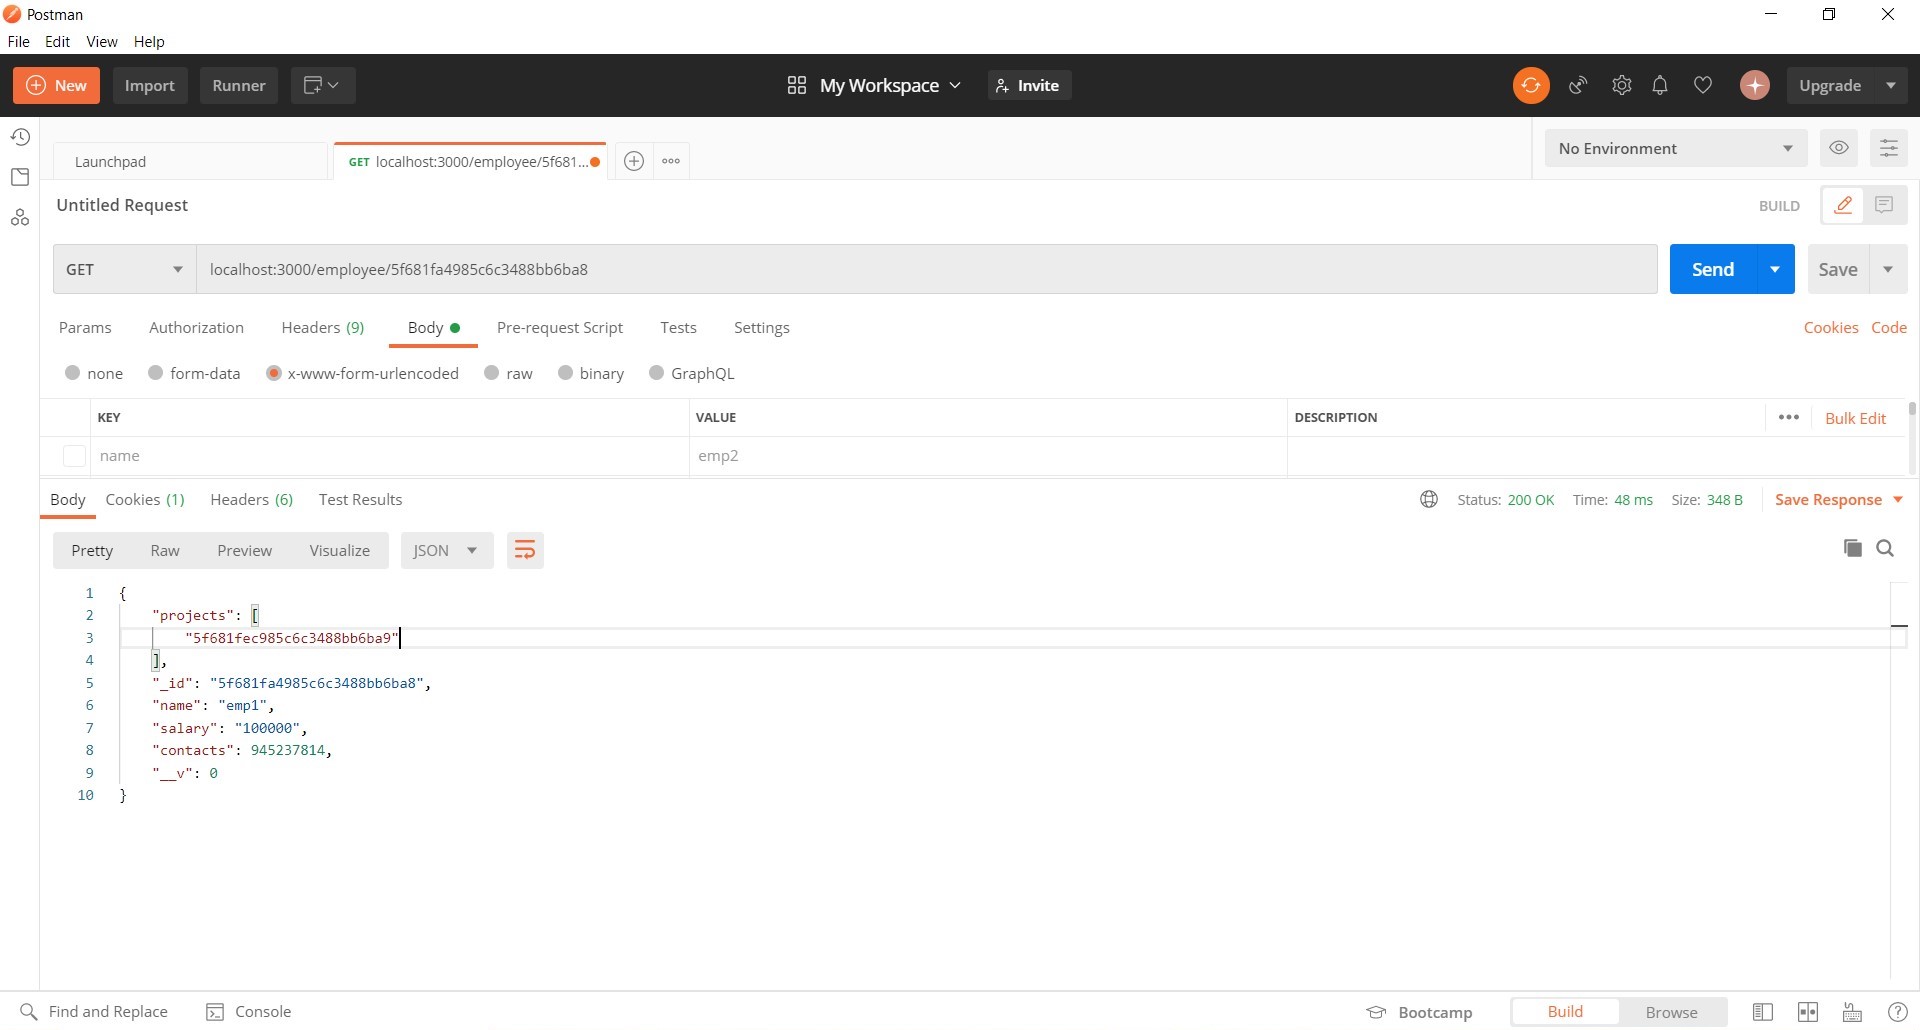 Postman
File Edit View Help
New Import Runner My Workspace Invite Upgrade
Launchpad GET localhost:3000/employee/5f681... No Environment
Untitled Request BUILD
GET localhost:3000/employee/5f681fa4985c6c3488bb6ba8 Send Save
Params Authorization Headers (9) Body Pre-request Script Tests Settings Cookies Code
none form-data x-www-form-urlencoded raw binary GraphQL
KEY VALUE DESCRIPTION Bulk Edit
name emp2
Body Cookies (1) Headers (6) Test Results Status: 200 OK Time: 48 ms Size: 348 B Save Response
Pretty Raw Preview Visualize JSON
1 {
2 "projects": [
3 "5f681fec985c6c3488bb6ba9"
4 ],
5 "_id": "5f681fa4985c6c3488bb6ba8",
6 "name": "emp1",
7 "salary": "100000",
8 "contacts": 945237814,
9 "__v": 0
10 }
Find and Replace Console Bootcamp Build Browse